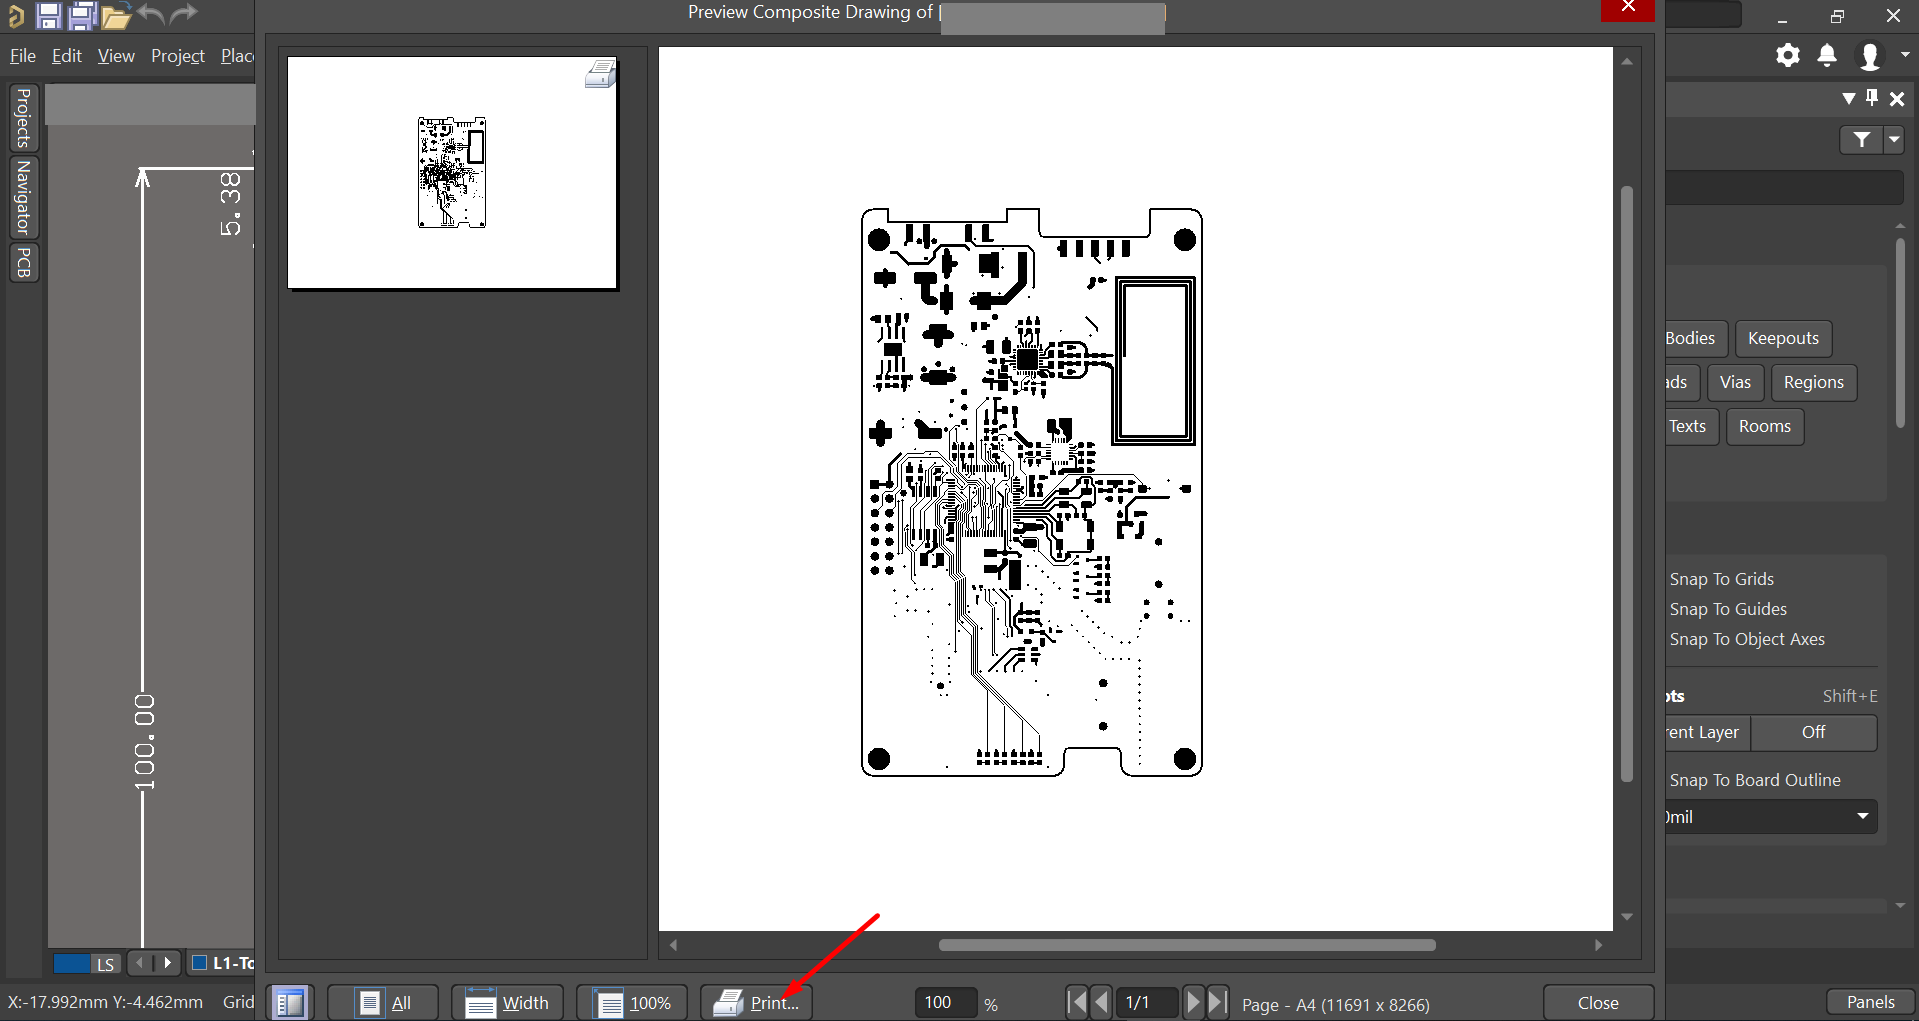 Preview Composite Drawing of [
File Edit View Project Plac
Projects
Navigator
PCB
5.38
100.00
Bodies Keepouts
ads Vias Regions
Texts Rooms
Snap To Grids
Snap To Guides
Snap To Object Axes
ots Shift+E
rent Layer Off
Snap To Board Outline
0mil
LS L1-To
X:-17.992mm Y:-4.462mm Grid
All Width 100% Print... 100 % 1/1 Page - A4 (11691 x 8266) Close Panels